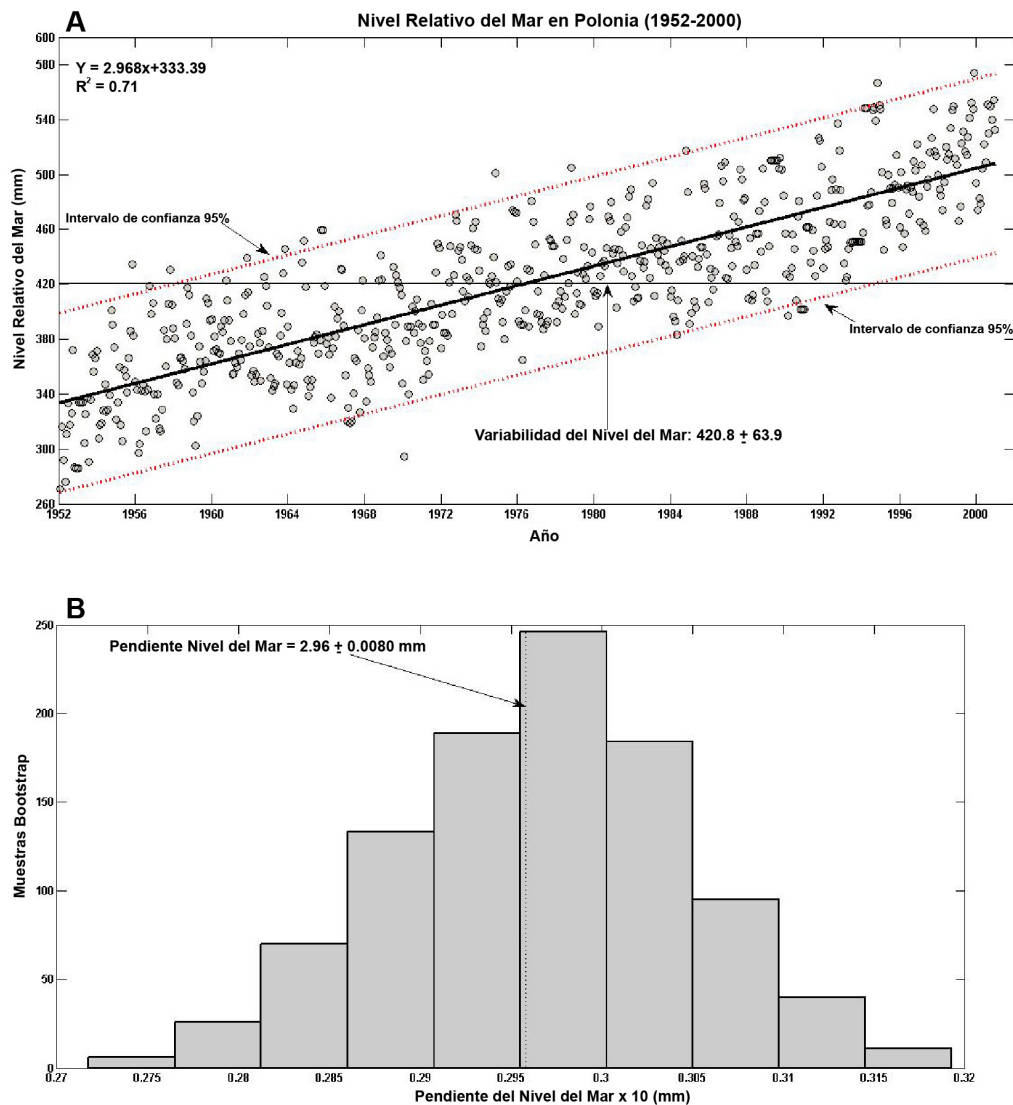 A
Nivel Relativo del Mar en Polonia (1952-2000)
Y = 2.968x+333.39
R² = 0.71
Intervalo de confianza 95%
Intervalo de confianza 95%
Variabilidad del Nivel del Mar: 420.8 ± 63.9
Nivel Relativo del Mar (mm)
600
580
540
500
460
420
380
340
300
260
1952 1956 1960 1964 1968 1972 1976 1980 1984 1988 1992 1996 2000
Año
B
Pendiente Nivel del Mar = 2.96 ± 0.0080 mm
Muestras Bootstrap
250
200
150
100
50
0
0.27 0.275 0.28 0.285 0.29 0.295 0.3 0.305 0.31 0.315 0.32
Pendiente del Nivel del Mar x 10 (mm)